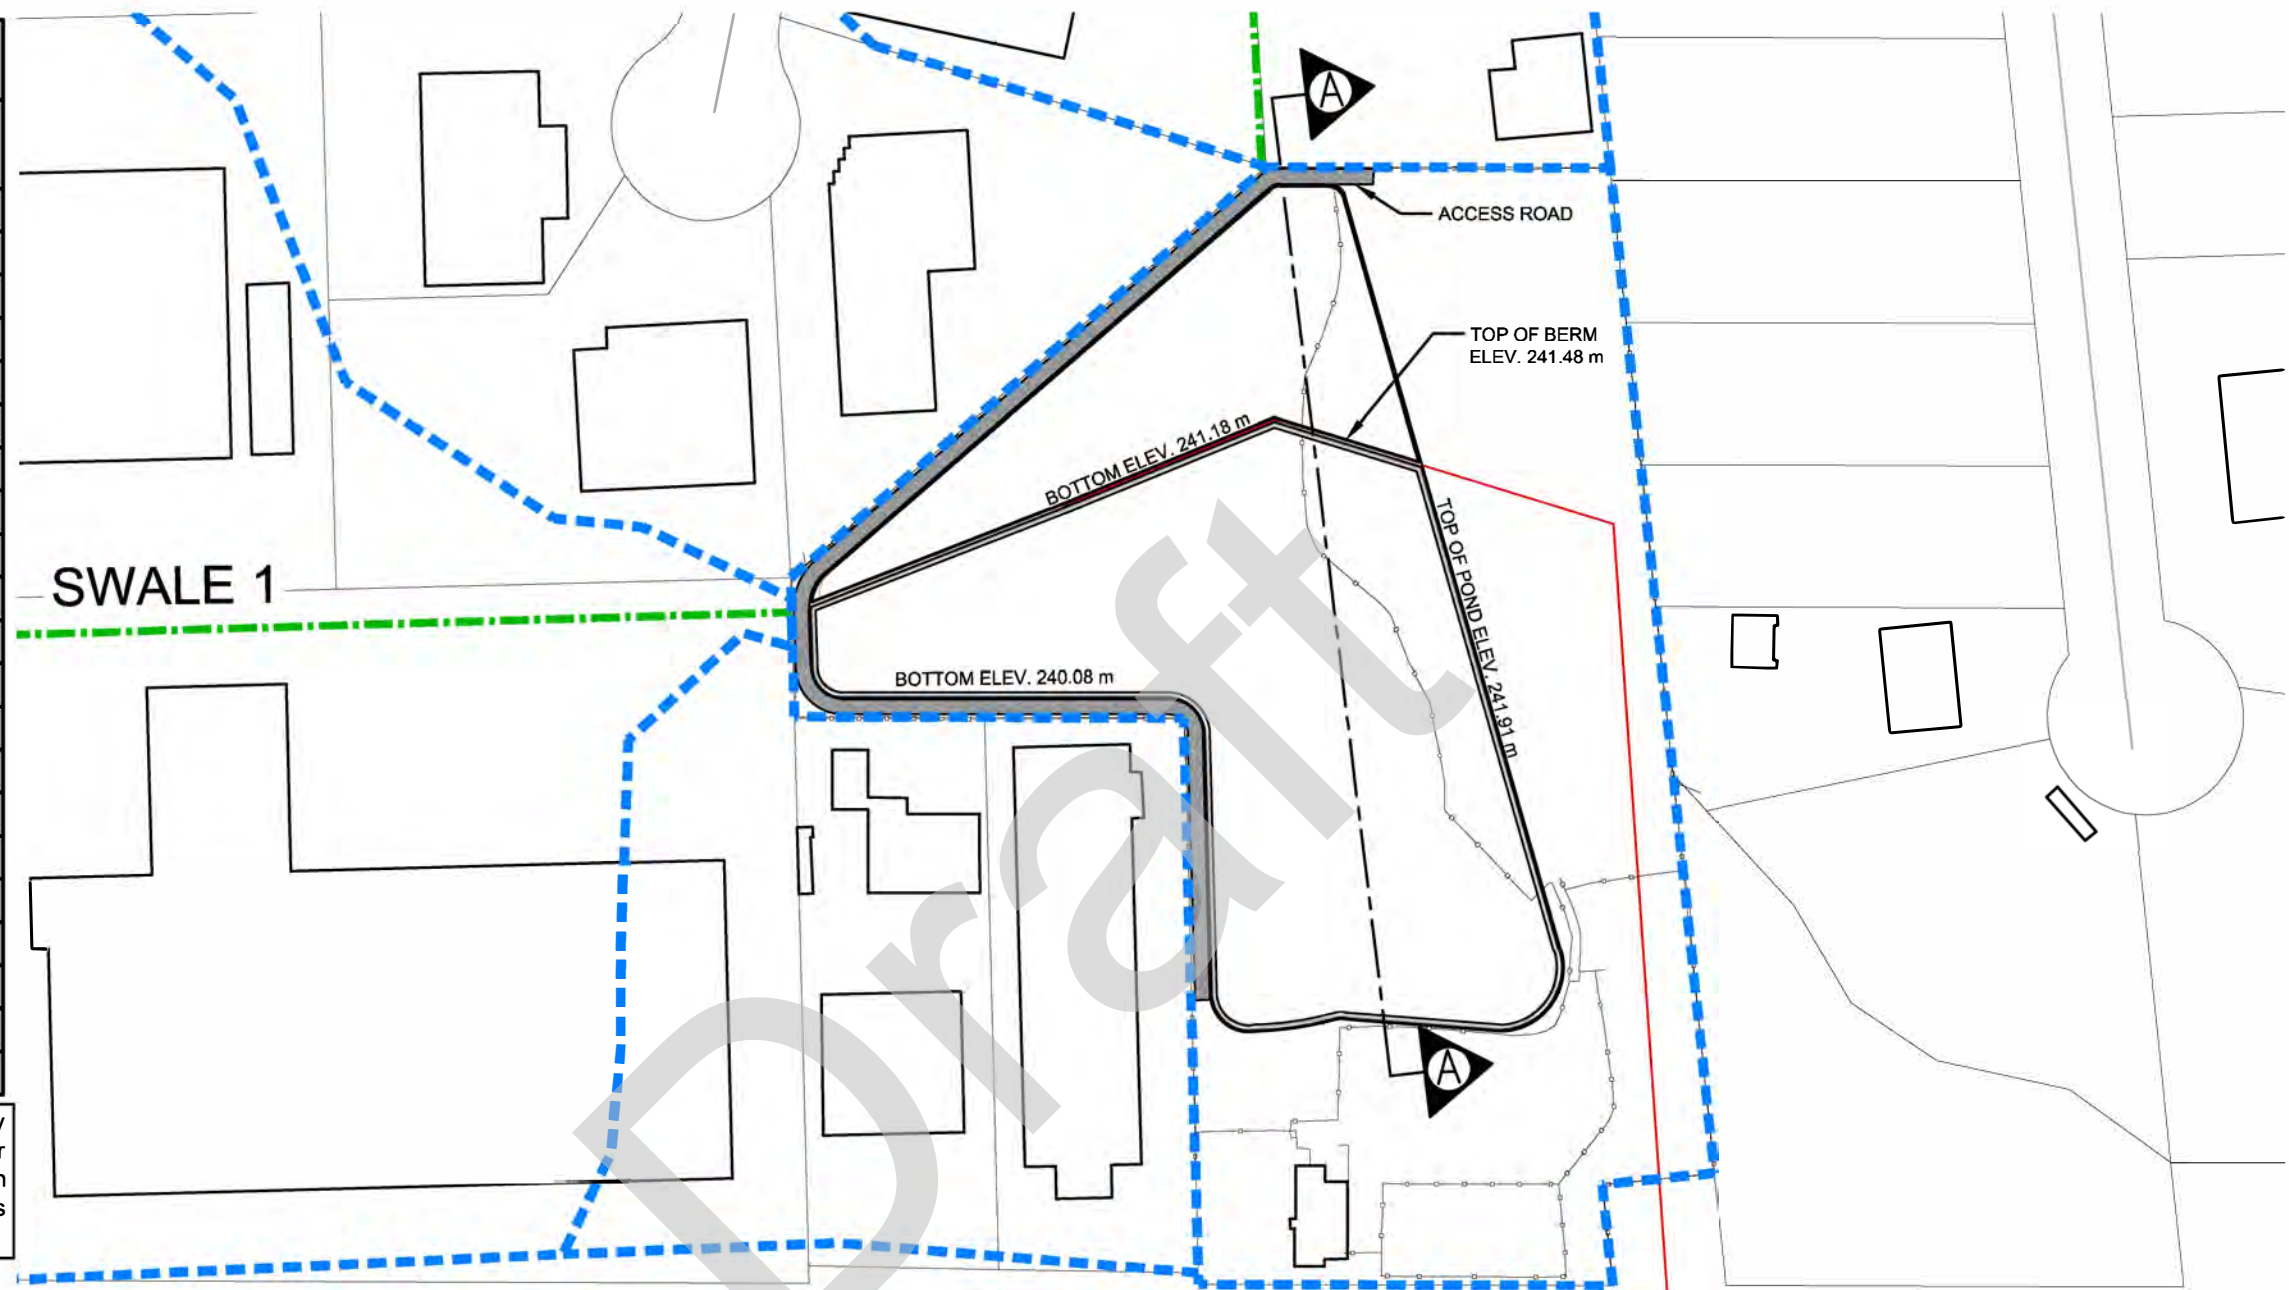 A
ACCESS ROAD
TOP OF BERM
ELEV. 241.48 m
BOTTOM ELEV. 241.18 m
TOP OF POND ELEV. 241.91 m
SWALE 1
BOTTOM ELEV. 240.08 m
Draft
A
y
r
n
s